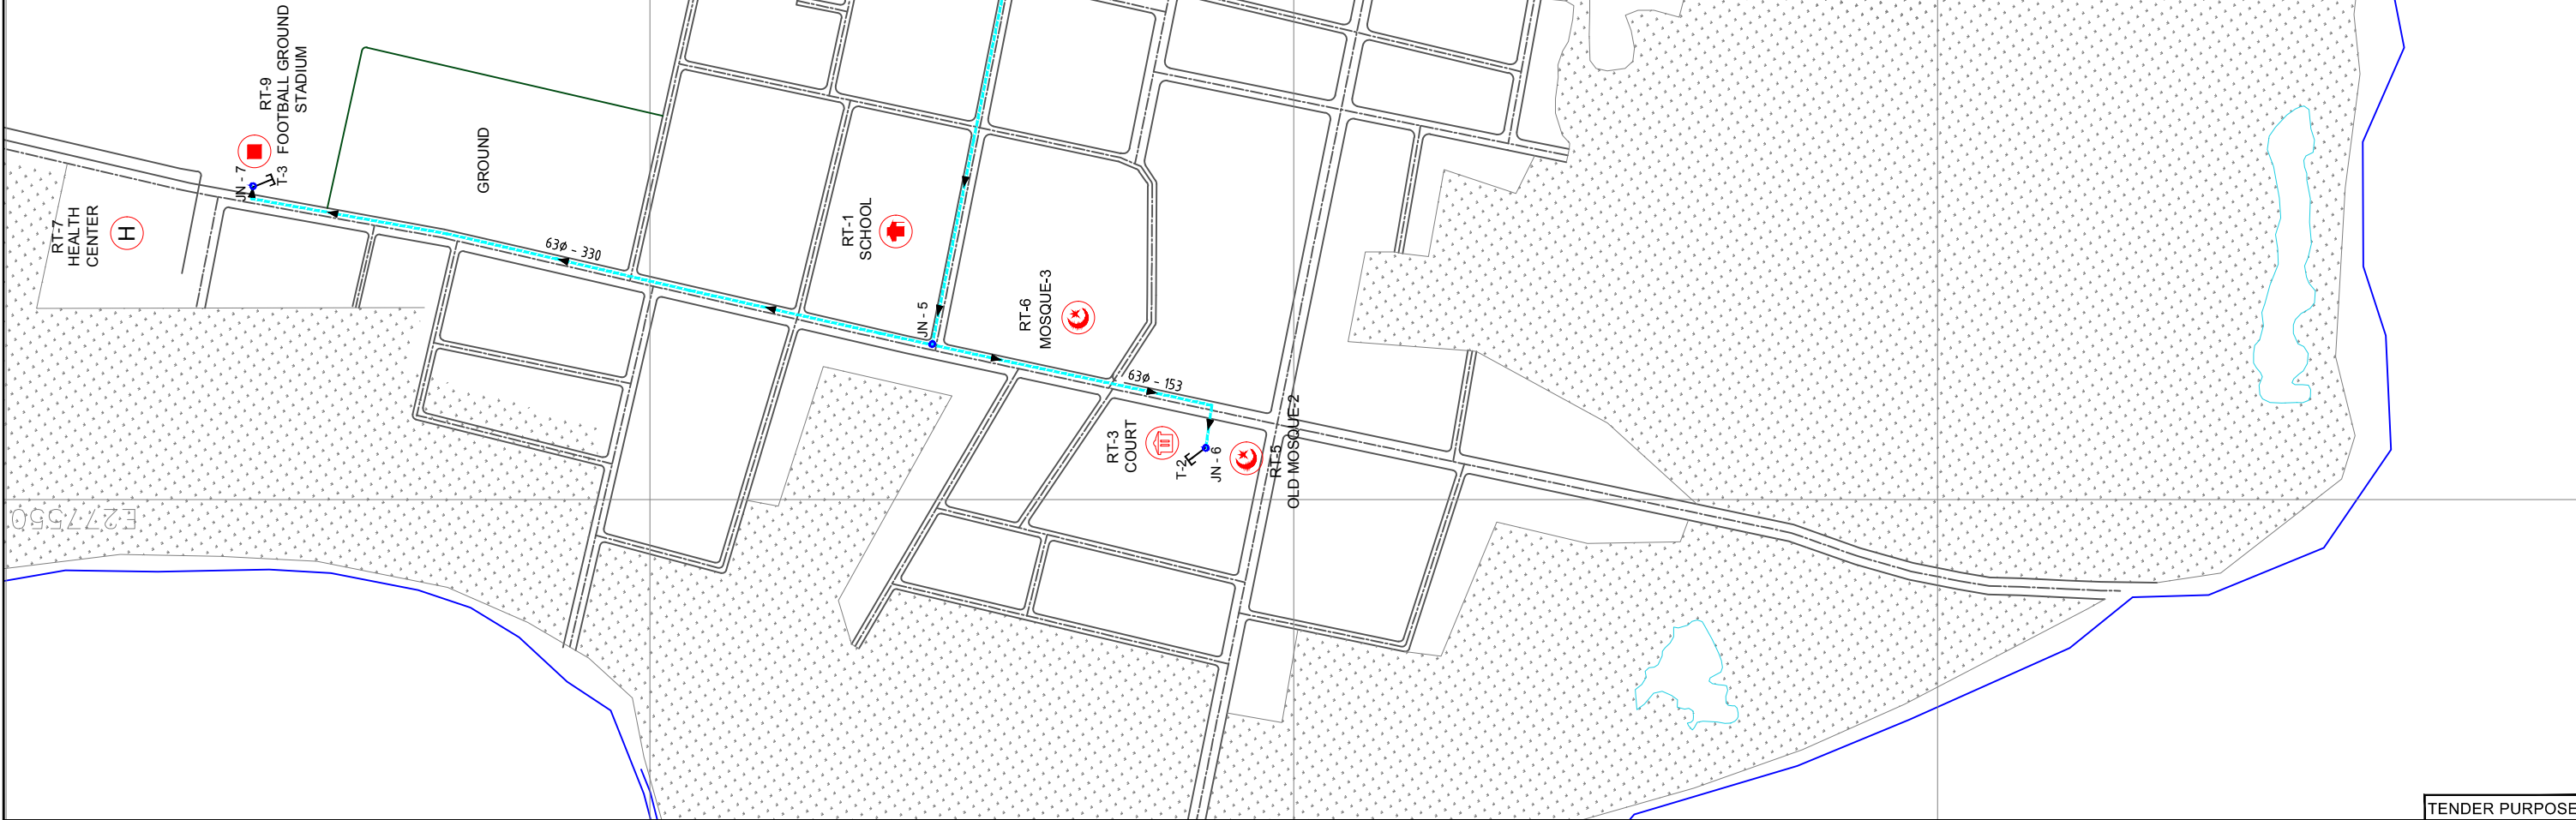 RT-9
FOOTBALL GROUND
STADIUM
JN - 7
T-3
RT-7
HEALTH
CENTER
H
GROUND
63ø - 330
RT-1
SCHOOL
JN - 5
RT-6
MOSQUE-3
63ø - 153
RT-3
COURT
T-2
JN - 6
RT-5
OLD MOSQUE-2
E277550
TENDER PURPOSE